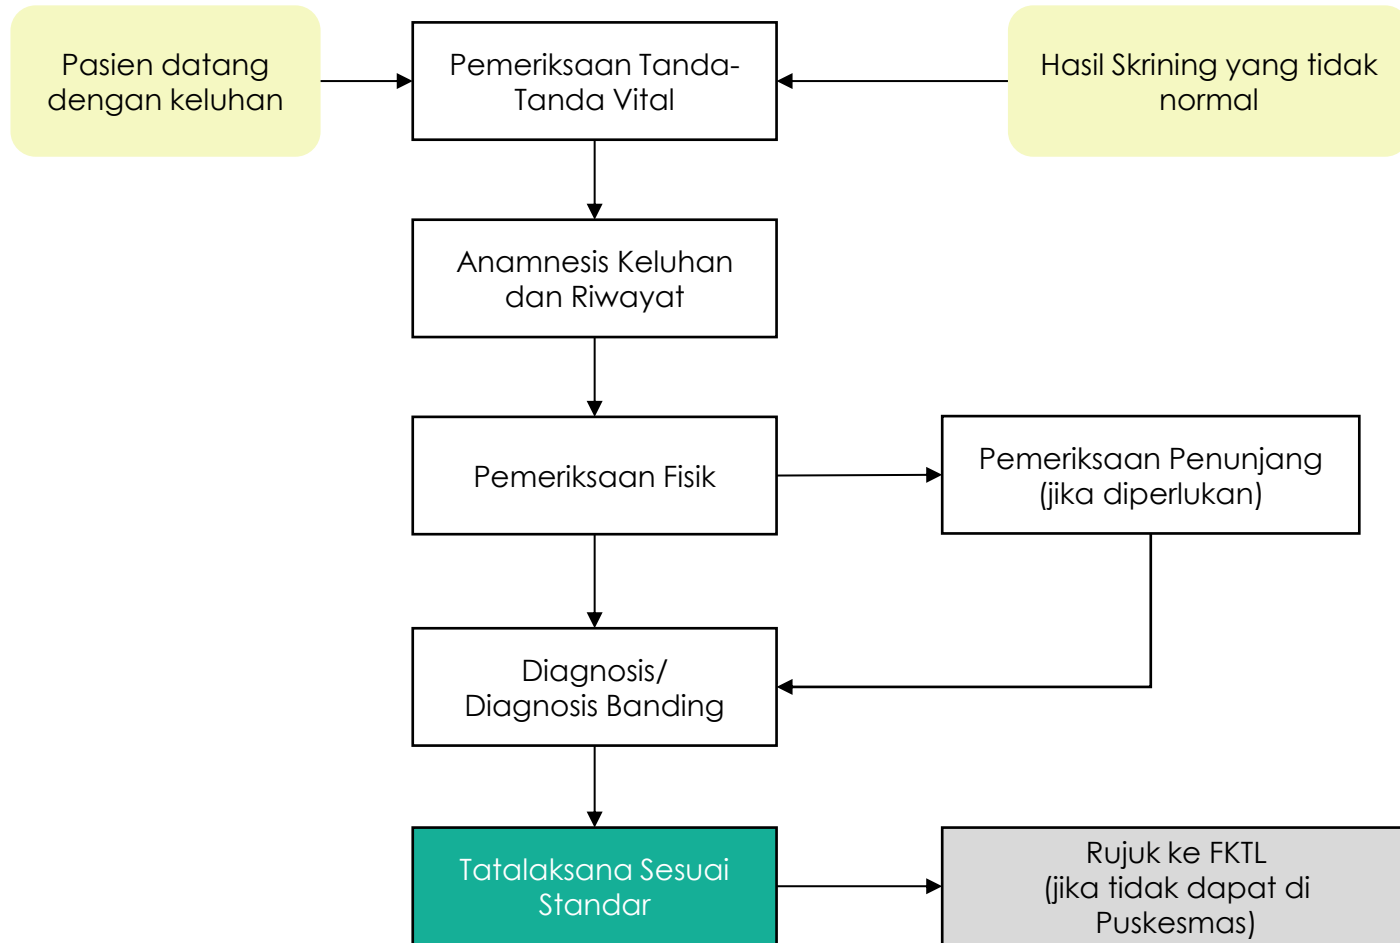 Pasien datang
dengan keluhan
Pemeriksaan Tanda-
Tanda Vital
Hasil Skrining yang tidak
normal
Anamnesis Keluhan
dan Riwayat
Pemeriksaan Fisik
Pemeriksaan Penunjang
(jika diperlukan)
Diagnosis/
Diagnosis Banding
Tatalaksana Sesuai
Standar
Rujuk ke FKTL
(jika tidak dapat di
Puskesmas)